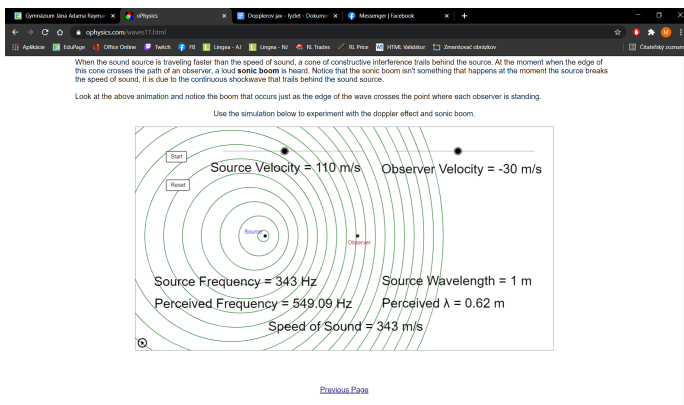 Gymnázium Jána Adama Raymu
oPhysics
Dopplerov jav - fyzlet - Dokume
Messenger | Facebook
ophysics.com/waves11.html
Aplikácie
EduPage
Office Online
Twitch
FB
Lingea - AJ
Lingea - NJ
RL Trades
RL Price
HTML Validátor
Zmenšovač obrázkov
Čitateľský zoznam
When the sound source is traveling faster than the speed of sound, a cone of constructive interference trails behind the source. At the moment when the edge of
this cone crosses the path of an observer, a loud sonic boom is heard. Notice that the sonic boom isn't something that happens at the moment the source breaks
the speed of sound, it is due to the continuous shockwave that trails behind the sound source.
Look at the above animation and notice the boom that occurs just as the edge of the wave crosses the point where each observer is standing.
Use the simulation below to experiment with the doppler effect and sonic boom.
Start
Source Velocity = 110 m/s
Observer Velocity = -30 m/s
Reset
Source
Observer
Source Frequency = 343 Hz
Source Wavelength = 1 m
Perceived Frequency = 549.09 Hz
Perceived λ = 0.62 m
Speed of Sound = 343 m/s
Previous Page